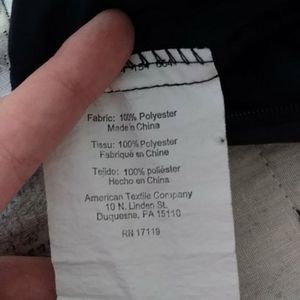 Fabric: 100% Polyester
Made in China
Tissu: 100% Polyester
Fabriqué en Chine
Tejido: 100% poliéster
Hecho en China
American Textile Company
10 N. Linden St.
Duquesne, PA 15110
RN 17119